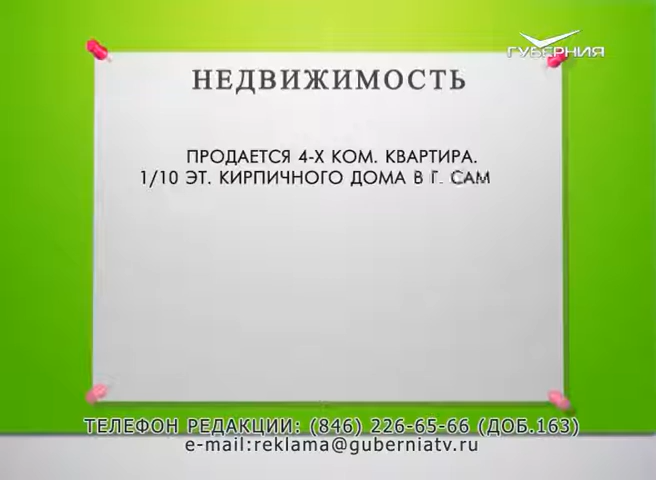 ГУБЕРНИЯ
НЕДВИЖИМОСТЬ
ПРОДАЕТСЯ 4-Х КОМ. КВАРТИРА.
1/10 ЭТ. КИРПИЧНОГО ДОМА В Г. САМ
ТЕЛЕФОН РЕДАКЦИИ: (846) 226-65-66 (ДОБ.163)
e-mail:reklama@guberniatv.ru